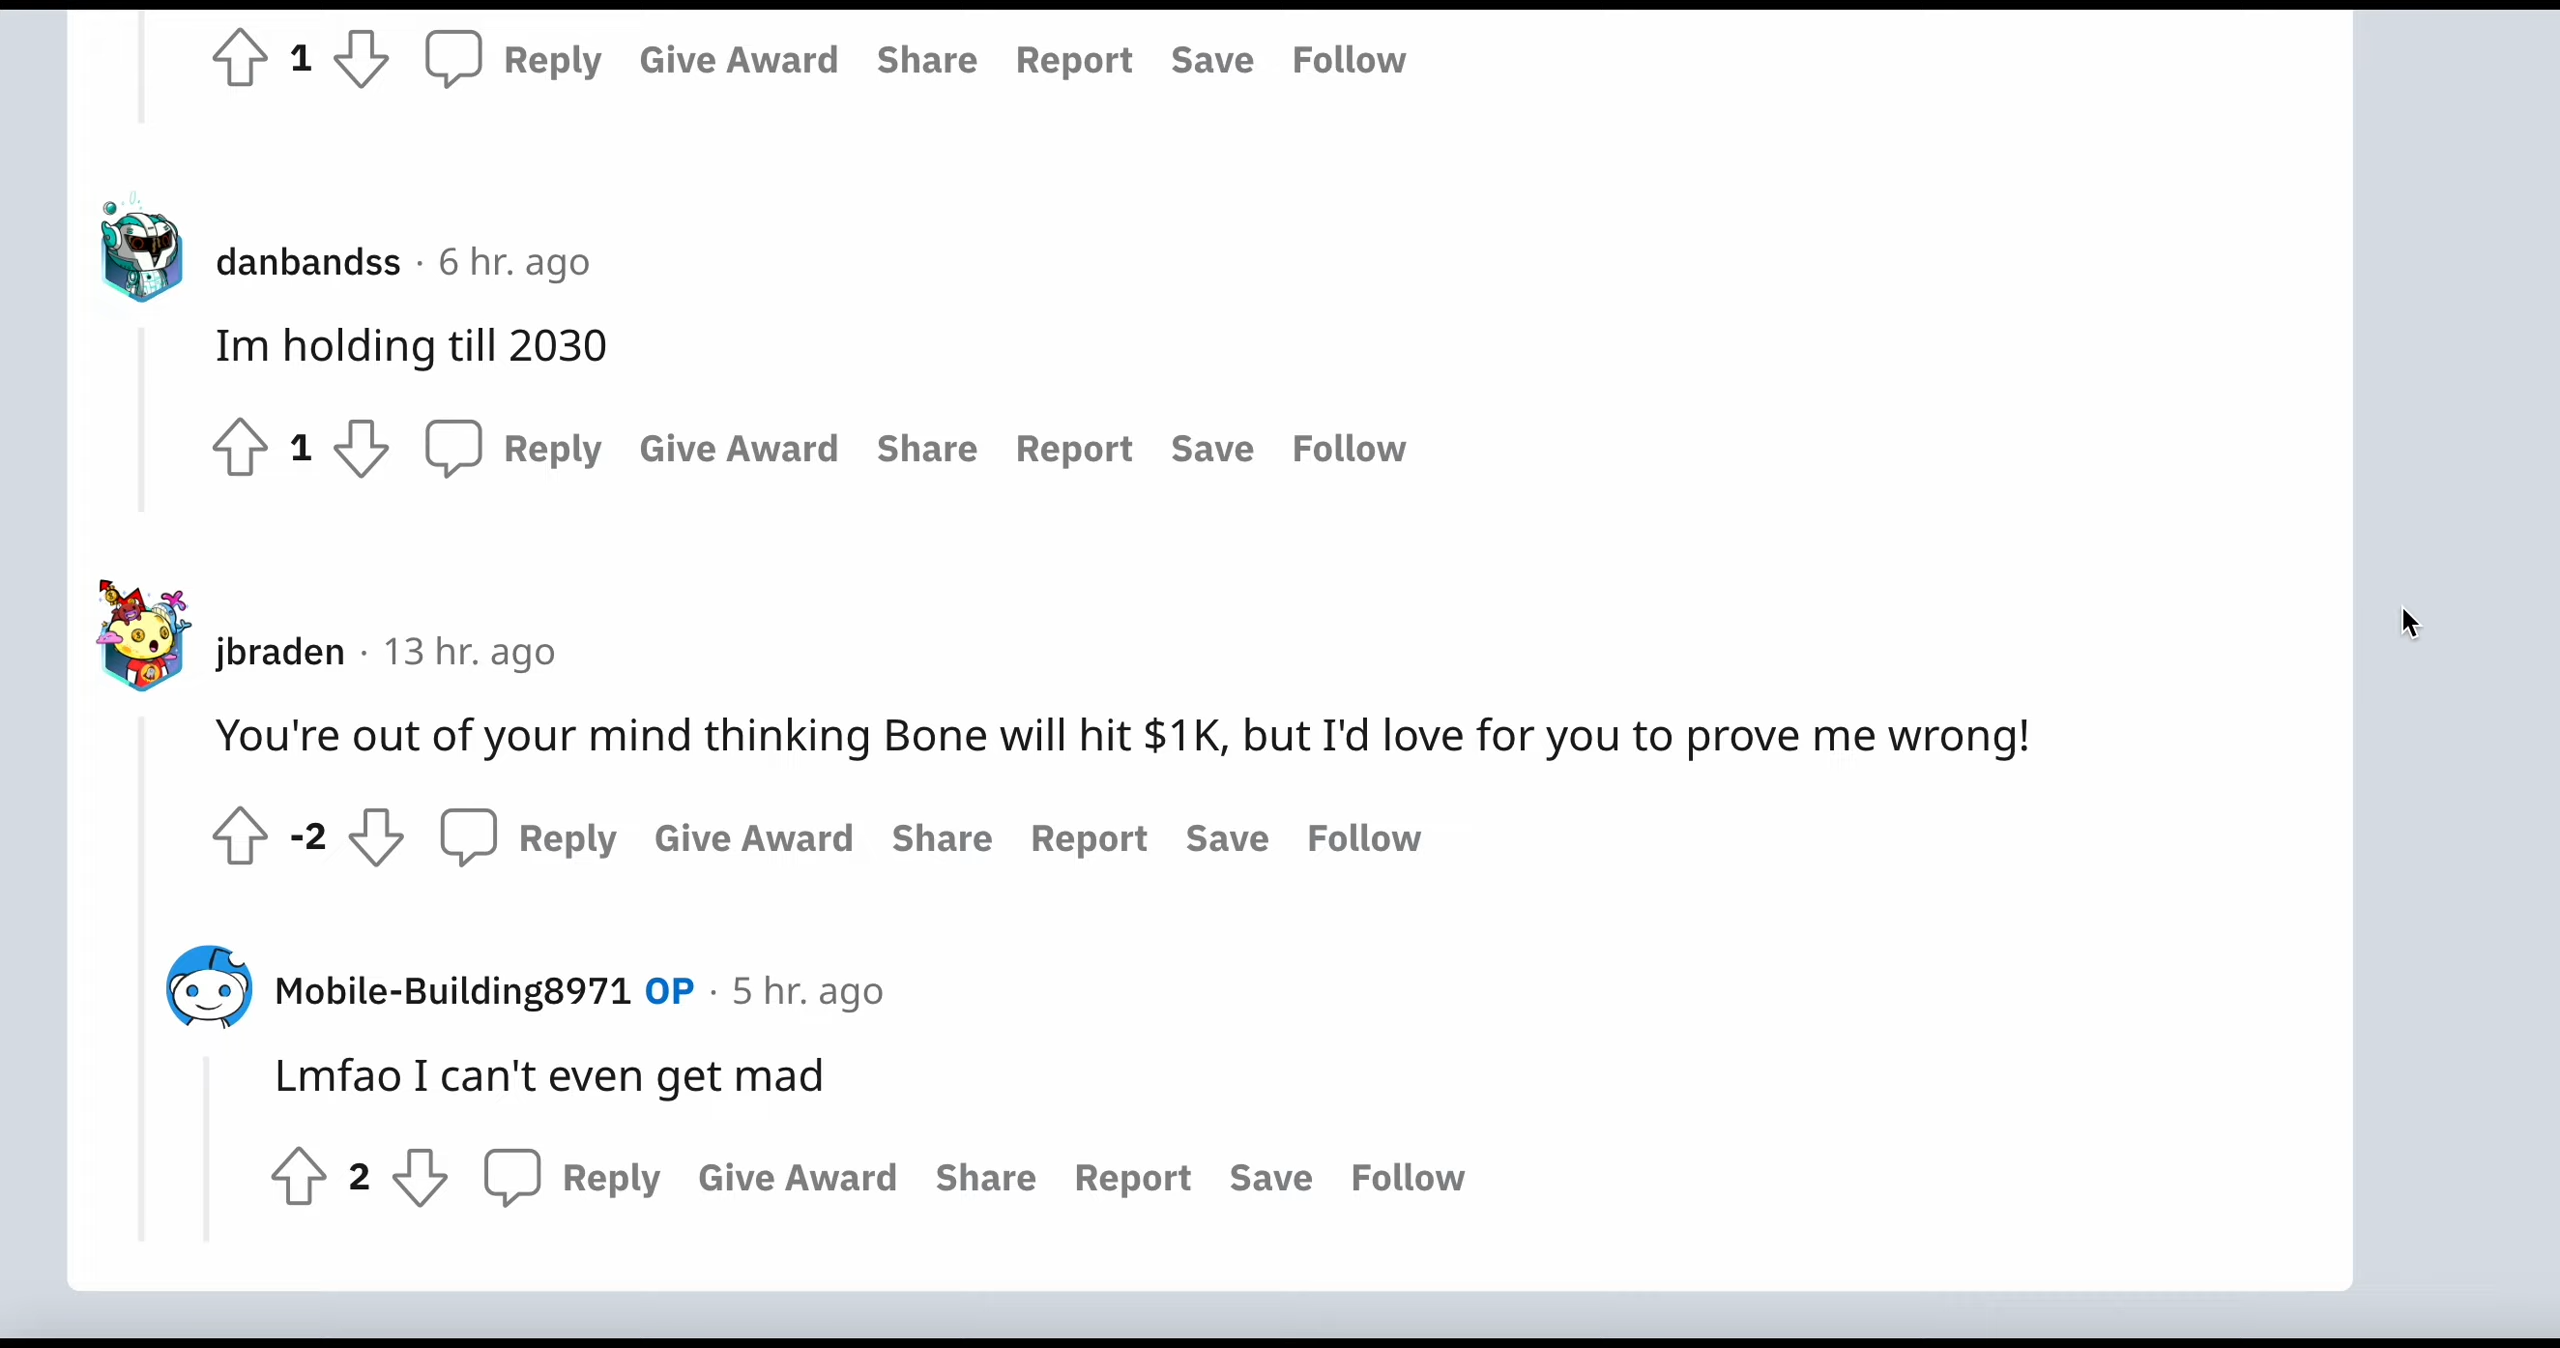 1 Reply Give Award Share Report Save Follow
danbandss · 6 hr. ago
Im holding till 2030
1 Reply Give Award Share Report Save Follow
jbraden · 13 hr. ago
You're out of your mind thinking Bone will hit $1K, but I'd love for you to prove me wrong!
-2 Reply Give Award Share Report Save Follow
Mobile-Building8971 OP · 5 hr. ago
Lmfao I can't even get mad
2 Reply Give Award Share Report Save Follow